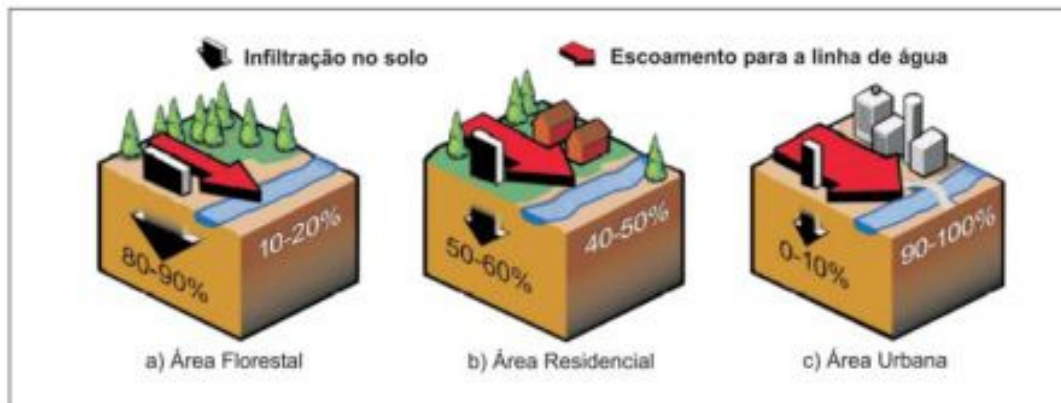 Infiltração no solo
Escoamento para a linha de água
80-90%
10-20%
a) Área Florestal
50-60%
40-50%
b) Área Residencial
0-10%
90-100%
c) Área Urbana